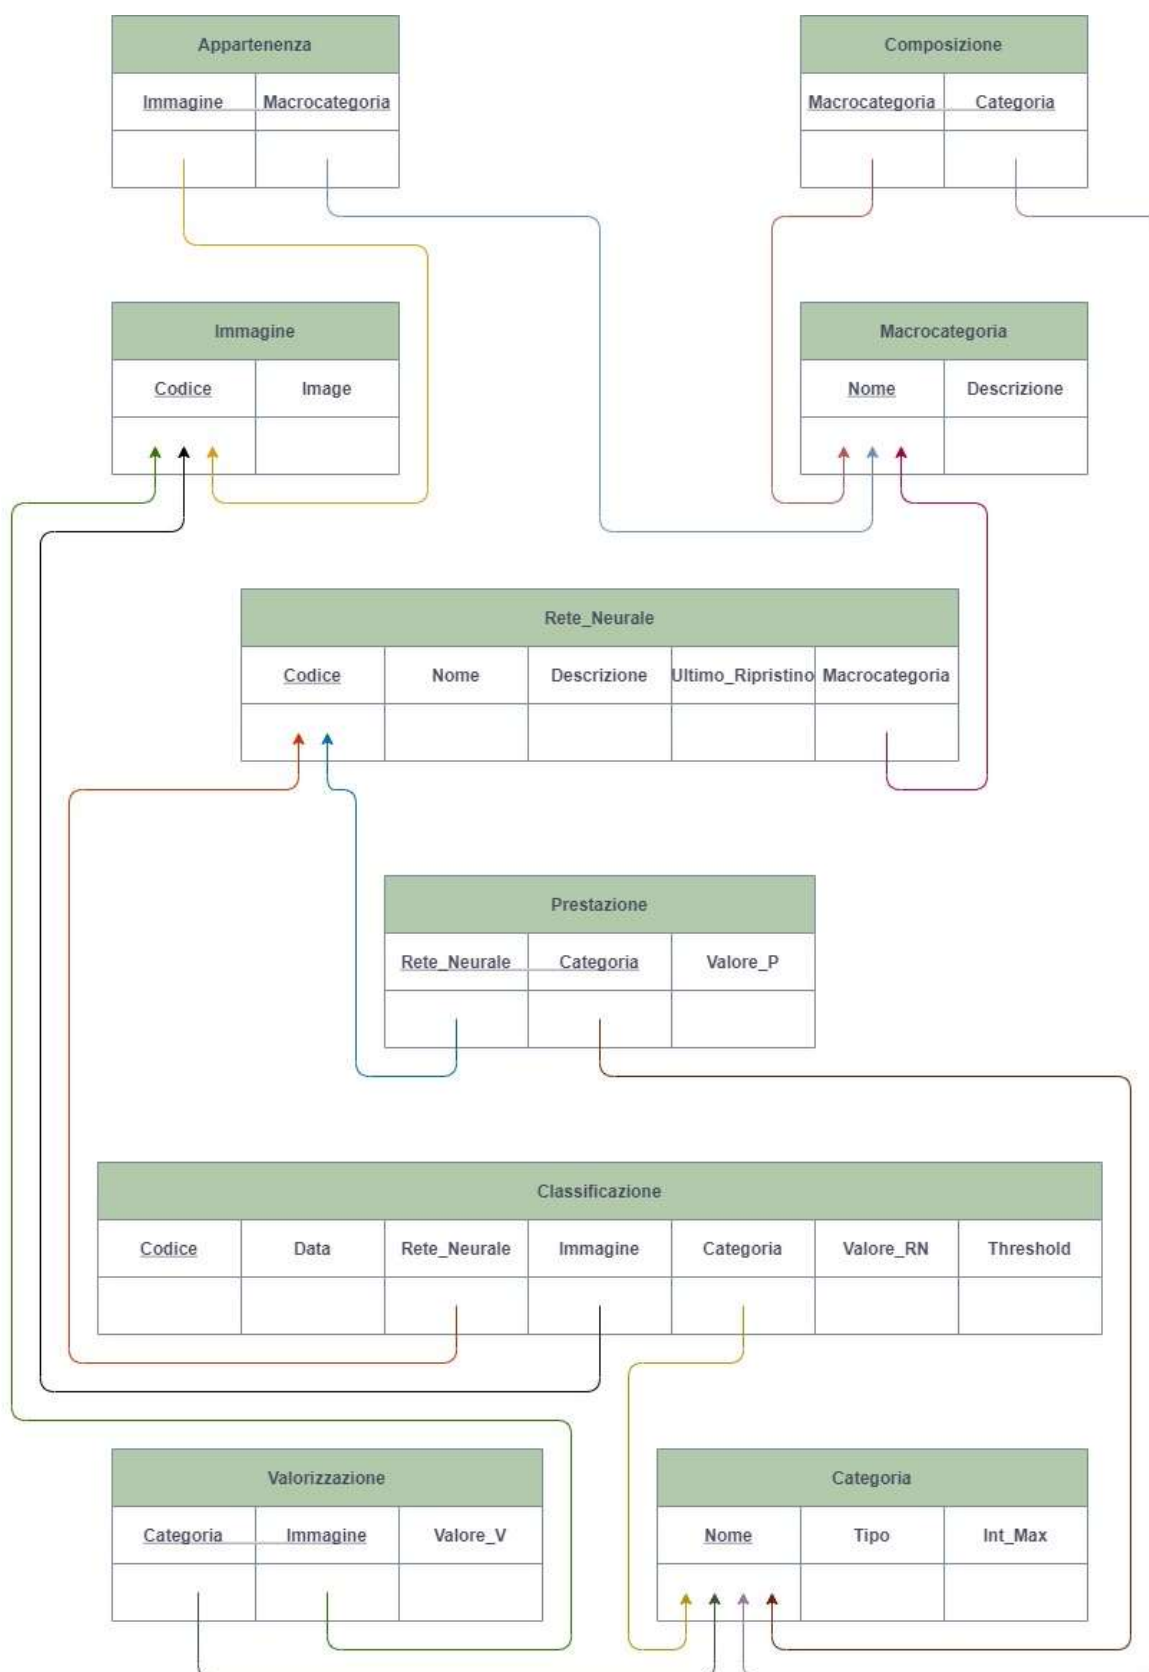 Appartenenza
Immagine Macrocategoria
Composizione
Macrocategoria Categoria
Immagine
Codice Image
Macrocategoria
Nome Descrizione
Rete_Neurale
Codice Nome Descrizione Ultimo_Ripristino Macrocategoria
Prestazione
Rete_Neurale Categoria Valore_P
Classificazione
Codice Data Rete_Neurale Immagine Categoria Valore_RN Threshold
Valorizzazione
Categoria Immagine Valore_V
Categoria
Nome Tipo Int_Max